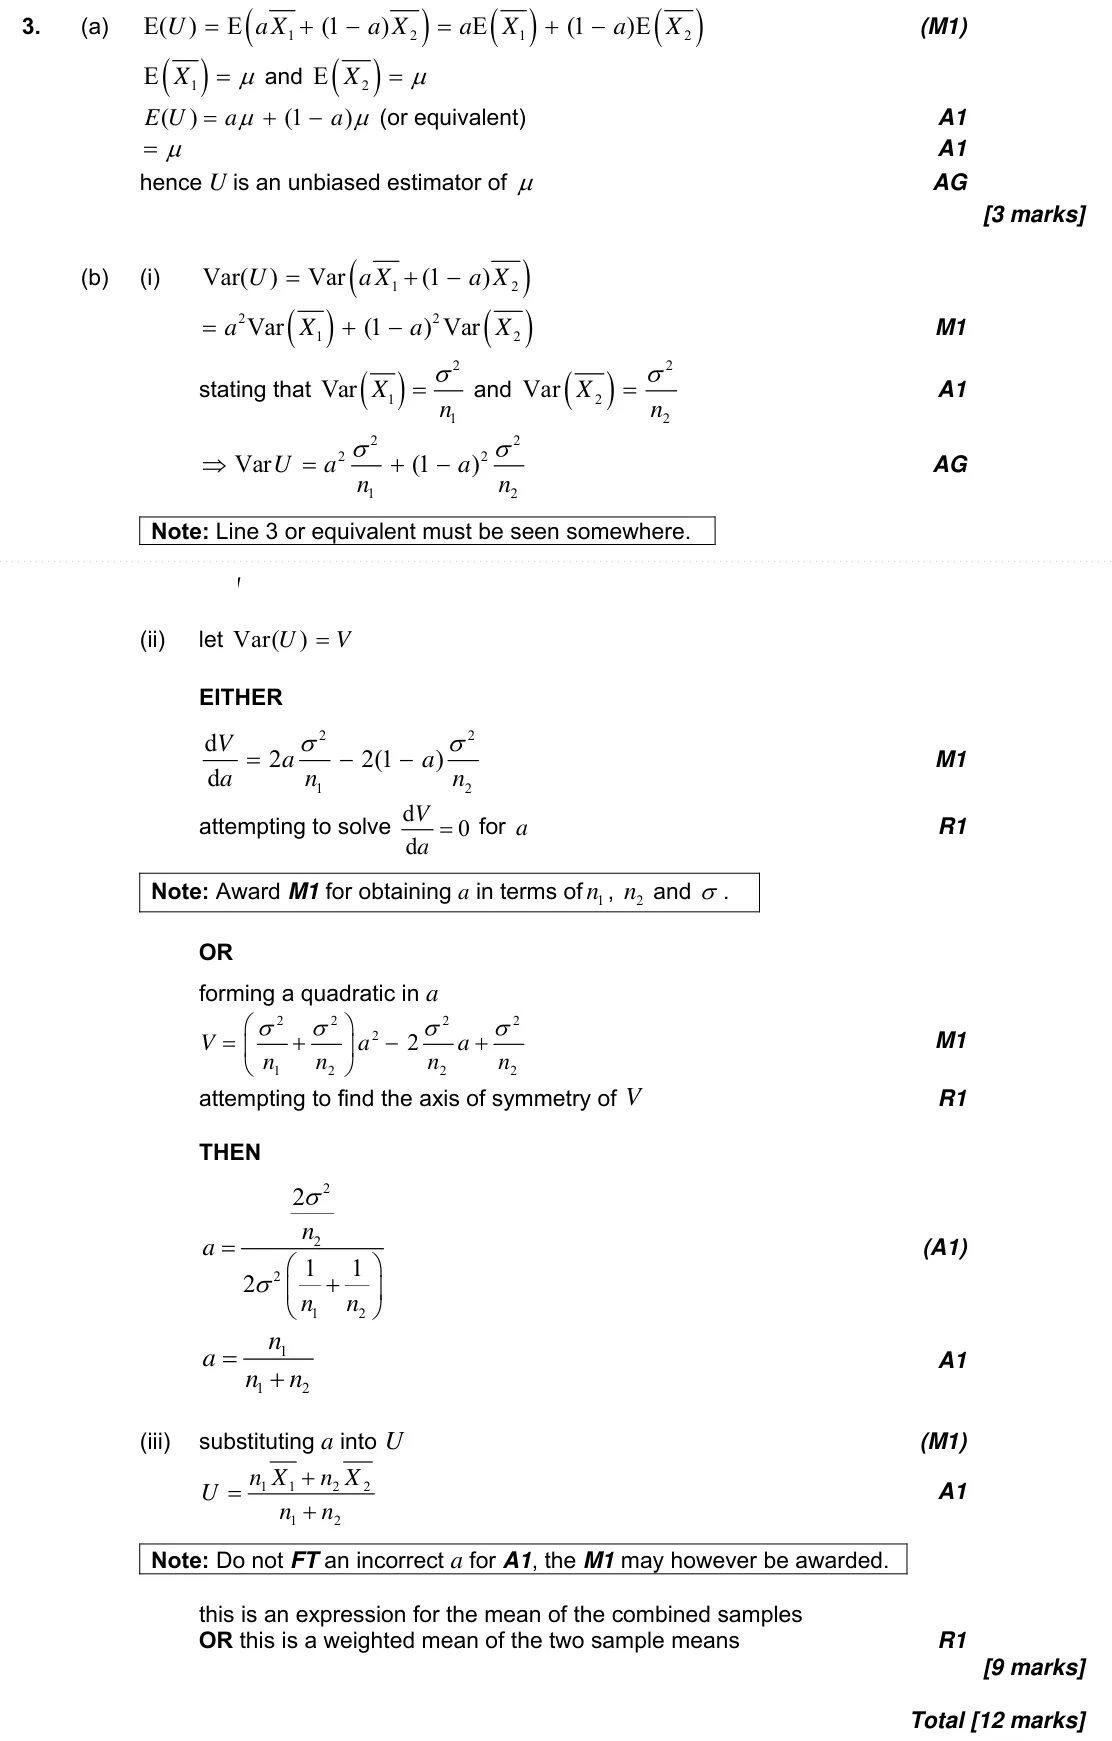 3. (a) E(U) = E(aX̅₁ + (1 − a)X̅₂) = aE(X̅₁) + (1 − a)E(X̅₂) (M1)
E(X̅₁) = μ and E(X̅₂) = μ
E(U) = aμ + (1 − a)μ (or equivalent) A1
= μ A1
hence U is an unbiased estimator of μ AG
[3 marks]
(b) (i) Var(U) = Var(aX̅₁ + (1 − a)X̅₂)
= a²Var(X̅₁) + (1 − a)²Var(X̅₂) M1
stating that Var(X̅₁) = σ²/n₁ and Var(X̅₂) = σ²/n₂ A1
⇒ Var U = a² σ²/n₁ + (1 − a)² σ²/n₂ AG
Note: Line 3 or equivalent must be seen somewhere.
(ii) let Var(U) = V
EITHER
dV/da = 2a σ²/n₁ − 2(1 − a) σ²/n₂ M1
attempting to solve dV/da = 0 for a R1
Note: Award M1 for obtaining a in terms of n₁, n₂ and σ.
OR
forming a quadratic in a
V = (σ²/n₁ + σ²/n₂)a² − 2 σ²/n₂ a + σ²/n₂ M1
attempting to find the axis of symmetry of V R1
THEN
a = (2σ²/n₂)/(2σ²(1/n₁ + 1/n₂)) (A1)
a = n₁/(n₁ + n₂) A1
(iii) substituting a into U (M1)
U = (n₁X̅₁ + n₂X̅₂)/(n₁ + n₂) A1
Note: Do not FT an incorrect a for A1, the M1 may however be awarded.
this is an expression for the mean of the combined samples
OR this is a weighted mean of the two sample means R1
[9 marks]
Total [12 marks]